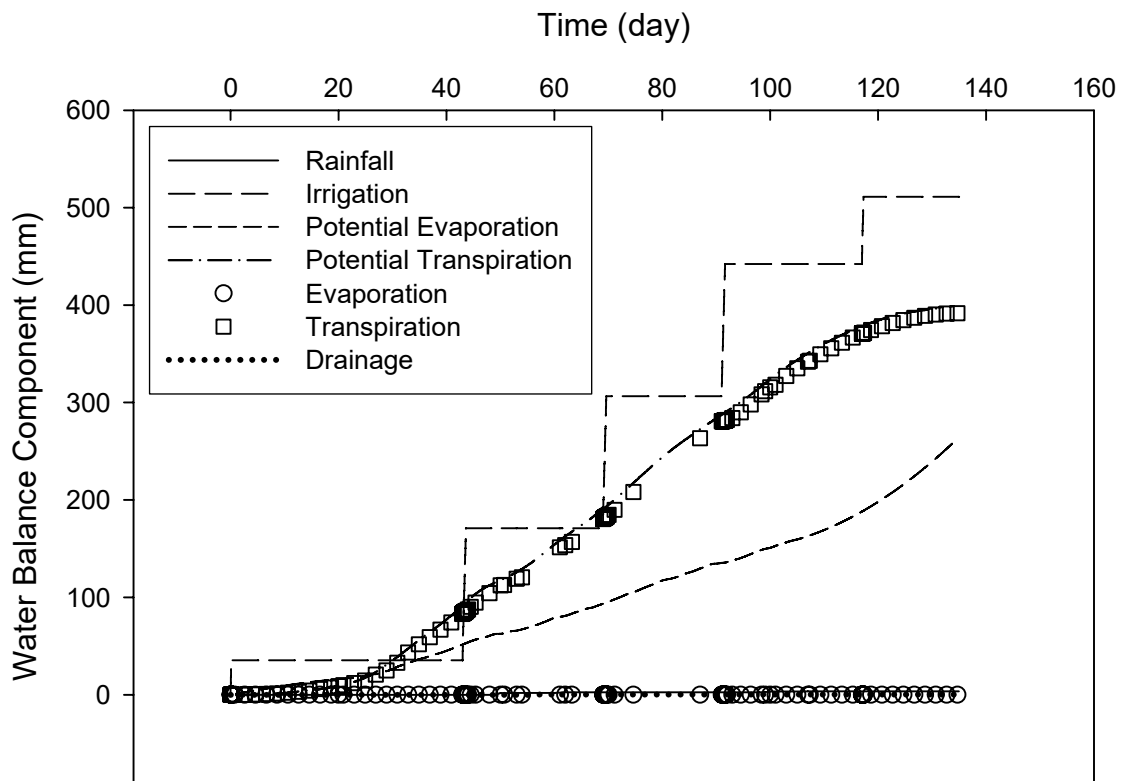 Time (day)
0 20 40 60 80 100 120 140 160
600
500
400
300
200
100
0
Water Balance Component (mm)
Rainfall
Irrigation
Potential Evaporation
Potential Transpiration
Evaporation
Transpiration
Drainage